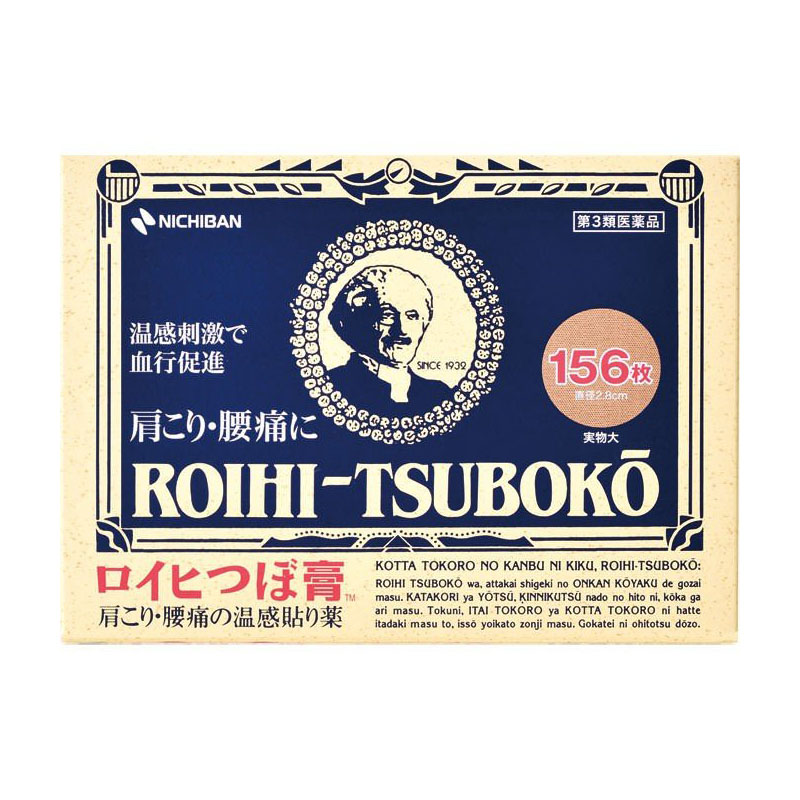 NICHIBAN
第3類医薬品
温感刺激で
血行促進
SINCE 1939
156枚
直径2.8cm
実物大
肩こり・腰痛に
ROIHI-TSUBOKŌ
ロイヒつぼ膏™
肩こり・腰痛の温感貼り薬
KOTTA TOKORO NO KANBU NI KIKU, ROIHI-TSUBOKŌ:
ROIHI TSUBOKŌ wa, attakai shigeki no ONKAN KŌYAKU de gozai
masu. KATAKORI ya YŌTSŪ, KINNIKUTSŪ nado no hito ni, kōka ga
ari masu. Tokuni, ITAI TOKORO ya KOTTA TOKORO ni hatte
itadaki masu to, issō yoikato zonji masu. Gokatei ni ohitotsu dōzo.